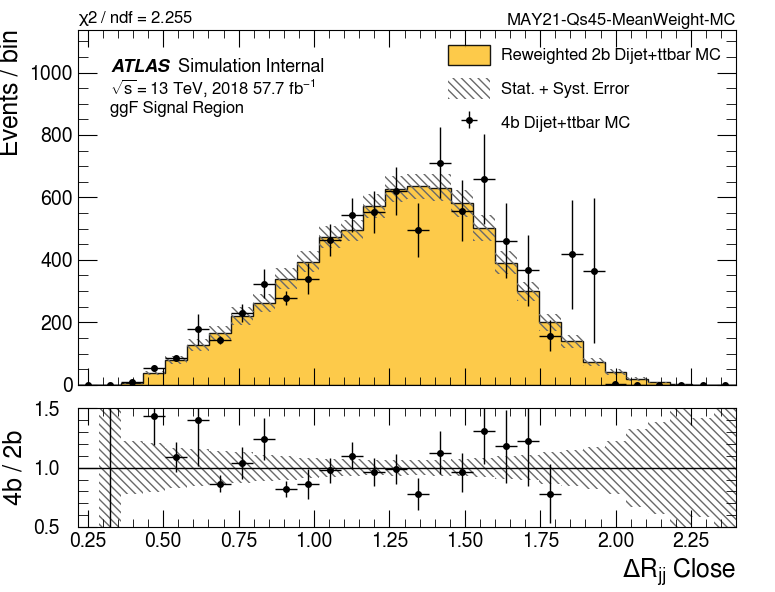 χ2 / ndf = 2.255
MAY21-Qs45-MeanWeight-MC
Events / bin
ATLAS Simulation Internal
√s = 13 TeV, 2018 57.7 fb⁻¹
ggF Signal Region
Reweighted 2b Dijet+ttbar MC
Stat. + Syst. Error
4b Dijet+ttbar MC
1000
800
600
400
200
0
4b / 2b
1.5
1.0
0.5
0.25 0.50 0.75 1.00 1.25 1.50 1.75 2.00 2.25
ΔRjj Close